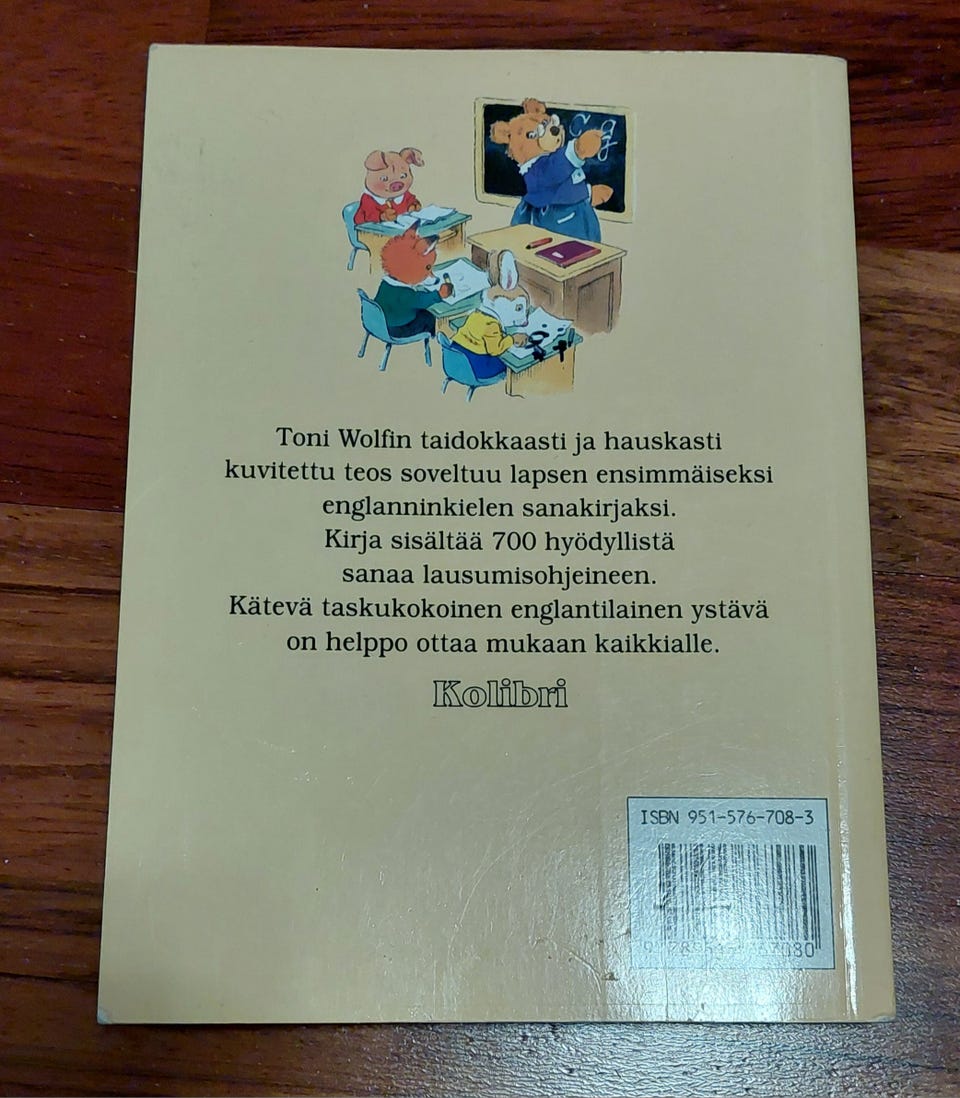 Toni Wolfin taidokkaasti ja hauskasti
kuvitettu teos soveltuu lapsen ensimmäiseksi
englanninkielen sanakirjaksi.
Kirja sisältää 700 hyödyllistä
sanaa lausumisohjeineen.
Kätevä taskukokoinen englantilainen ystävä
on helppo ottaa mukaan kaikkialle.
Kolibri
ISBN 951-576-708-3